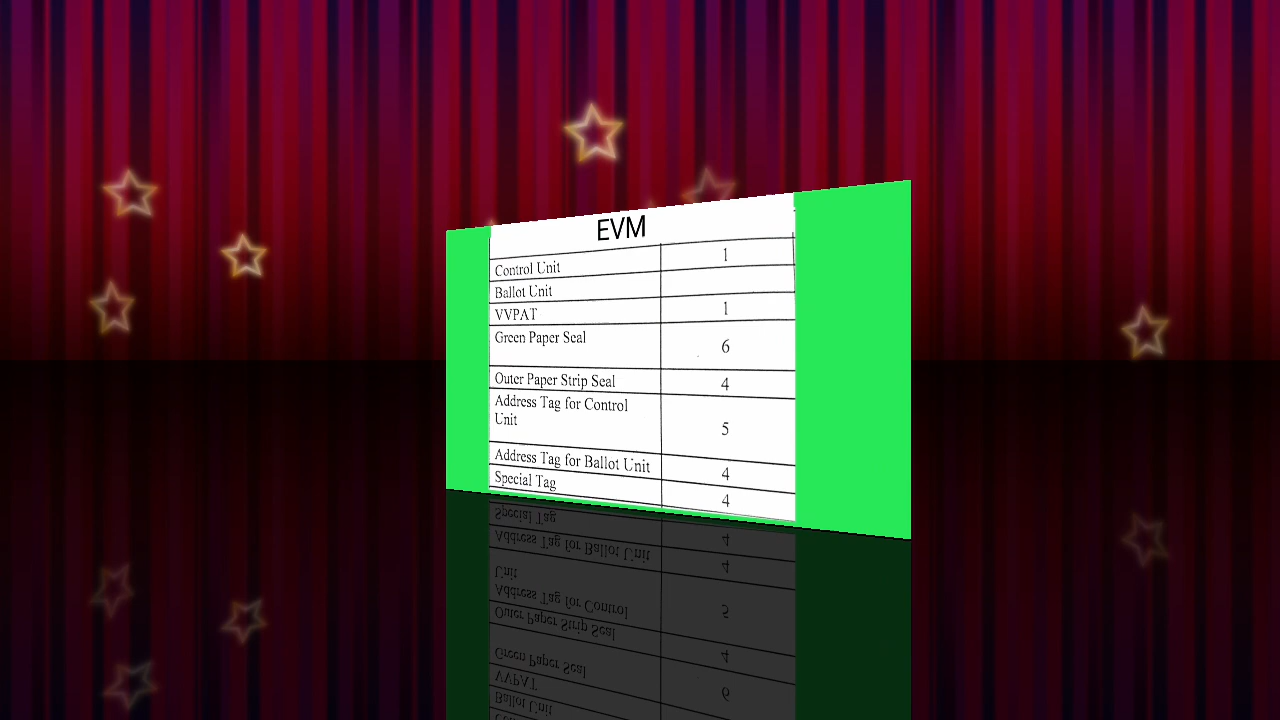 EVM
Control Unit 1
Ballot Unit
VVPAT 1
Green Paper Seal 6
Outer Paper Strip Seal 4
Address Tag for Control
Unit 5
Address Tag for Ballot Unit 4
Special Tag 4